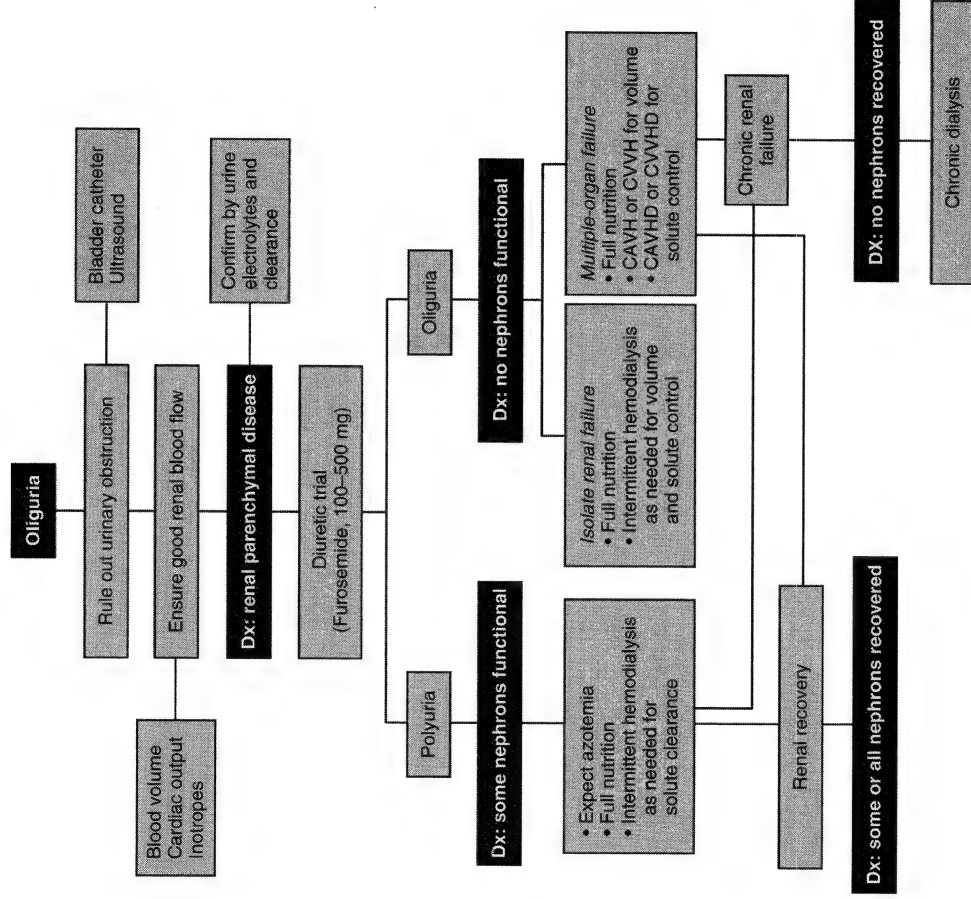 Oliguria
Rule out urinary obstruction
Bladder catheter
Ultrasound
Ensure good renal blood flow
Blood volume
Cardiac output
Inotropes
Dx: renal parenchymal disease
Confirm by urine
electrolytes and
clearance
Diuretic trial
(Furosemide, 100–500 mg)
Polyuria
Oliguria
Dx: some nephrons functional
Dx: no nephrons functional
• Expect azotemia
• Full nutrition
• Intermittent hemodialysis
as needed for
solute clearance
Isolate renal failure
• Full nutrition
• Intermittent hemodialysis
as needed for volume
and solute control
Multiple-organ failure
• Full nutrition
• CAVH or CVVH for volume
• CAVHD or CVVHD for
solute control
Renal recovery
Chronic renal
failure
Dx: some or all nephrons recovered
DX: no nephrons recovered
Chronic dialysis